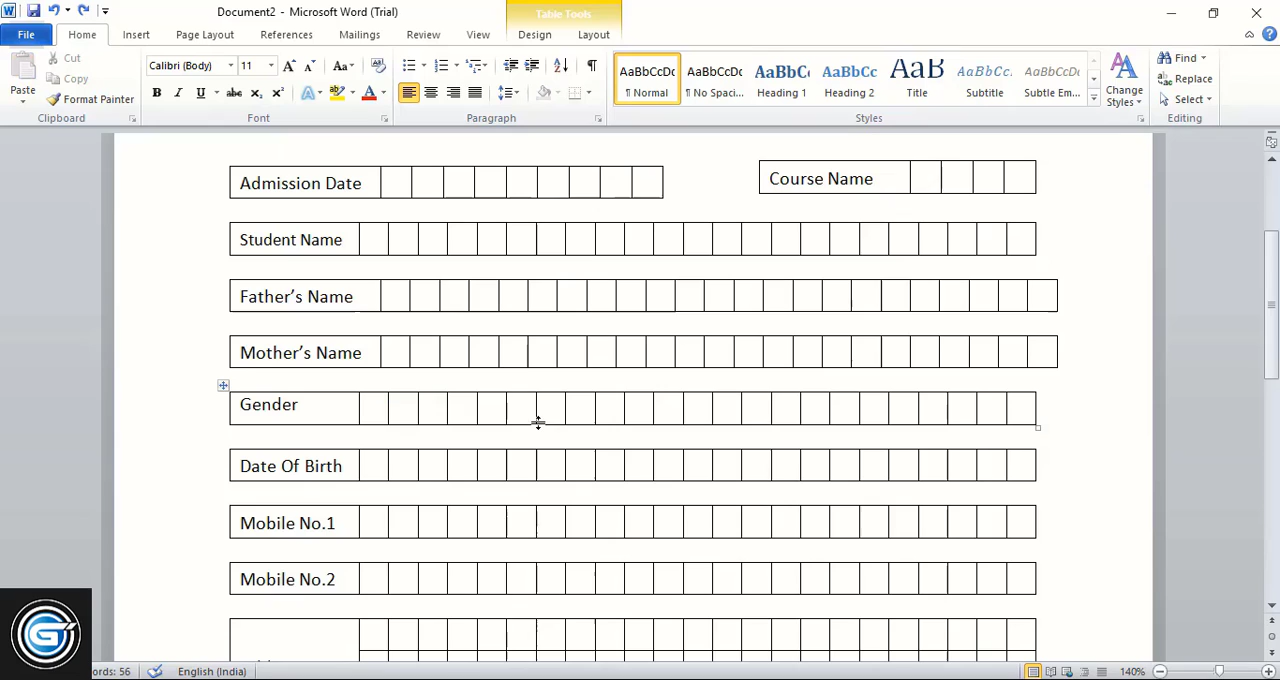 Document2 - Microsoft Word (Trial)
Table Tools
File Home Insert Page Layout References Mailings Review View Design Layout
Paste
Cut
Copy
Format Painter
Clipboard
Calibri (Body) 11
Font
Paragraph
AaBbCcDc AaBbCcDc AaBbC AaBbCc AaB AaBbCc. AaBbCcDc
¶ Normal ¶ No Spaci... Heading 1 Heading 2 Title Subtitle Subtle Em...
Change
Styles
Styles
Find
Replace
Select
Editing
Admission Date Course Name
Student Name
Father’s Name
Mother’s Name
Gender
Date Of Birth
Mobile No.1
Mobile No.2
ords: 56 English (India) 140%